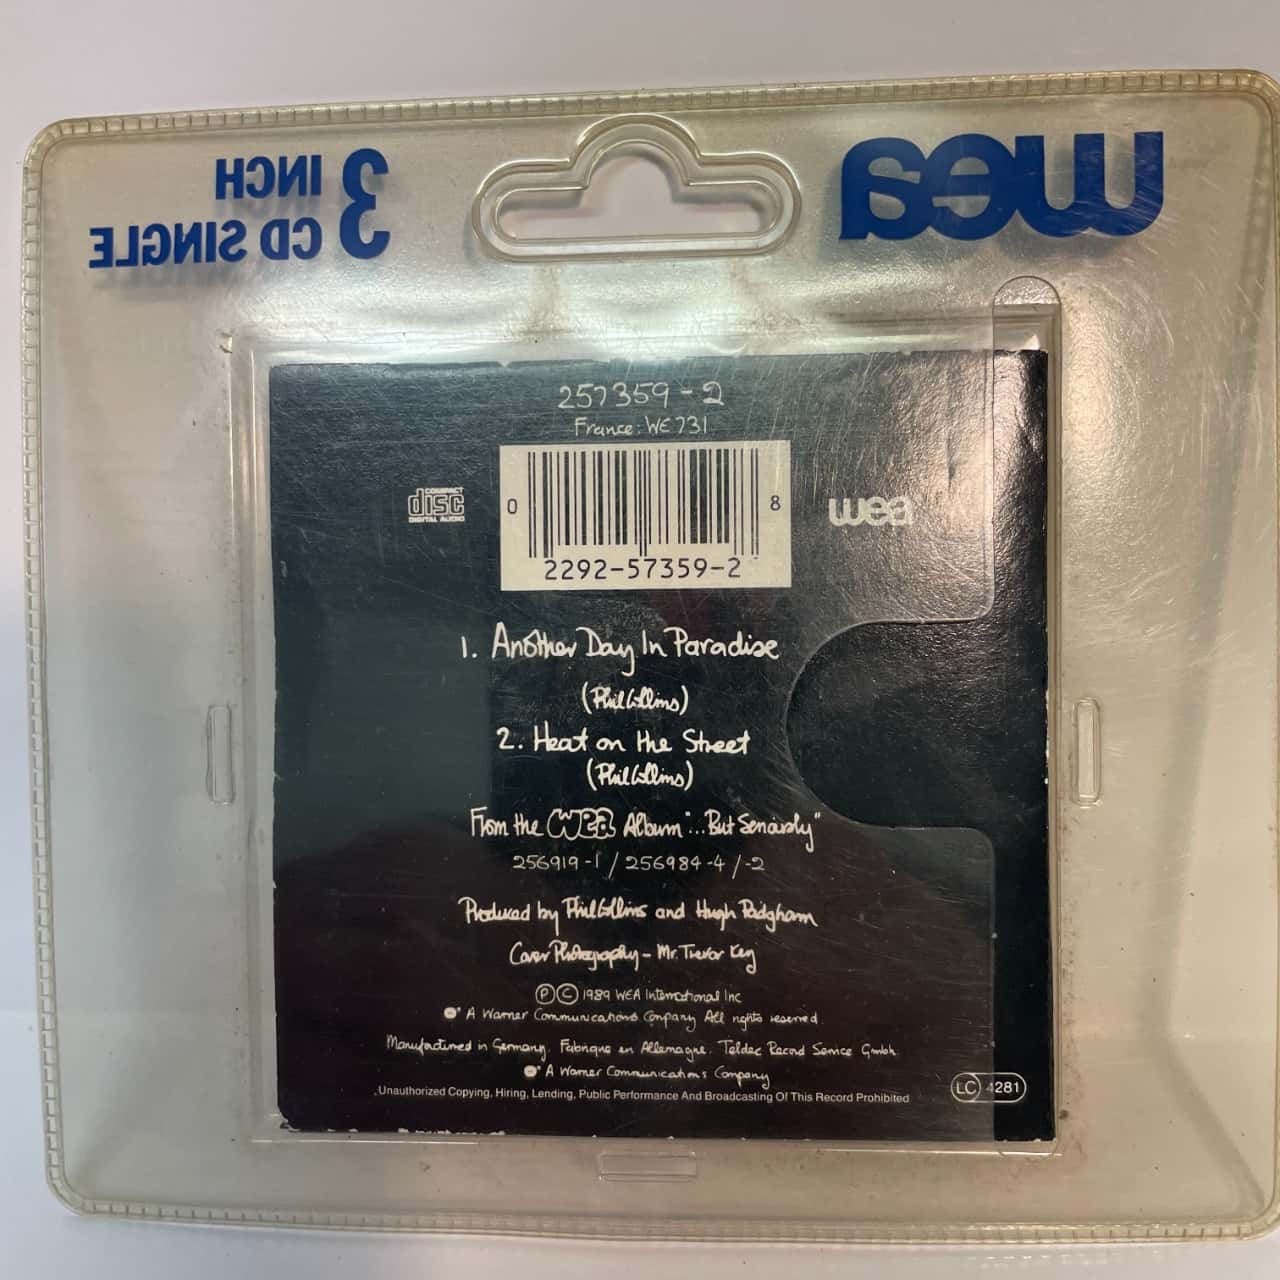 3 INCH
CD SINGLE
wea
257359-2
France: WE 731
COMPACT
disc
DIGITAL AUDIO
0
8
2292-57359-2
wea
1. Another Day In Paradise
(Phil Collins)
2. Heat on the Street
(Phil Collins)
From the wea Album "...But Seriously"
256919-1 / 256984-4 / -2
Produced by Phil Collins and Hugh Padgham
Cover Photography - Mr. Trevor Key
Ⓟ Ⓒ 1989 WEA International Inc
A Warner Communications Company All rights reserved.
Manufactured in Germany. Fabriqué en Allemagne. Teldec Record Service Gmbh.
A Warner Communications Company
Unauthorized Copying, Hiring, Lending, Public Performance And Broadcasting Of This Record Prohibited
LC 4281